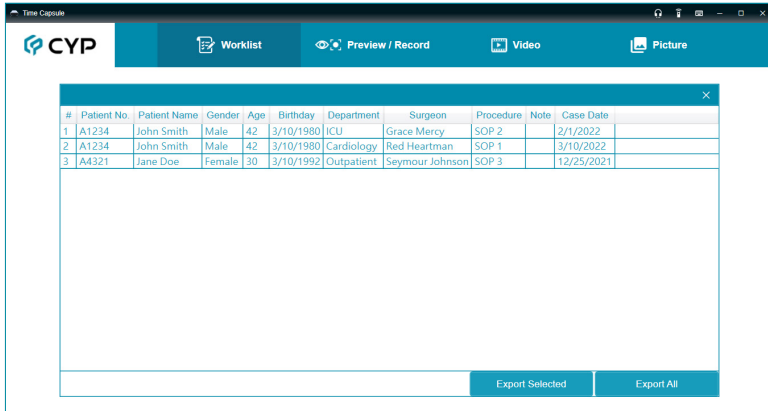 Time Capsule
CYP Worklist Preview / Record Video Picture
# Patient No. Patient Name Gender Age Birthday Department Surgeon Procedure Note Case Date
1 A1234 John Smith Male 42 3/10/1980 ICU Grace Mercy SOP 2 2/1/2022
2 A1234 John Smith Male 42 3/10/1980 Cardiology Red Heartman SOP 1 3/10/2022
3 A4321 Jane Doe Female 30 3/10/1992 Outpatient Seymour Johnson SOP 3 12/25/2021
Export Selected Export All